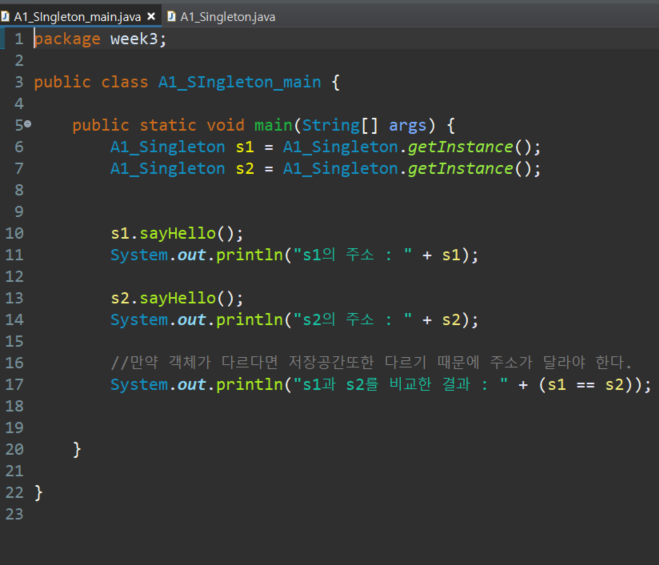 A1_SIngleton_main.java A1_Singleton.java
1 package week3;
2
3 public class A1_SIngleton_main {
4
5 public static void main(String[] args) {
6 A1_Singleton s1 = A1_Singleton.getInstance();
7 A1_Singleton s2 = A1_Singleton.getInstance();
8
9
10 s1.sayHello();
11 System.out.println("s1의 주소 : " + s1);
12
13 s2.sayHello();
14 System.out.println("s2의 주소 : " + s2);
15
16 //만약 객체가 다르다면 저장공간또한 다르기 때문에 주소가 달라야 한다.
17 System.out.println("s1과 s2를 비교한 결과 : " + (s1 == s2));
18
19
20 }
21
22 }
23